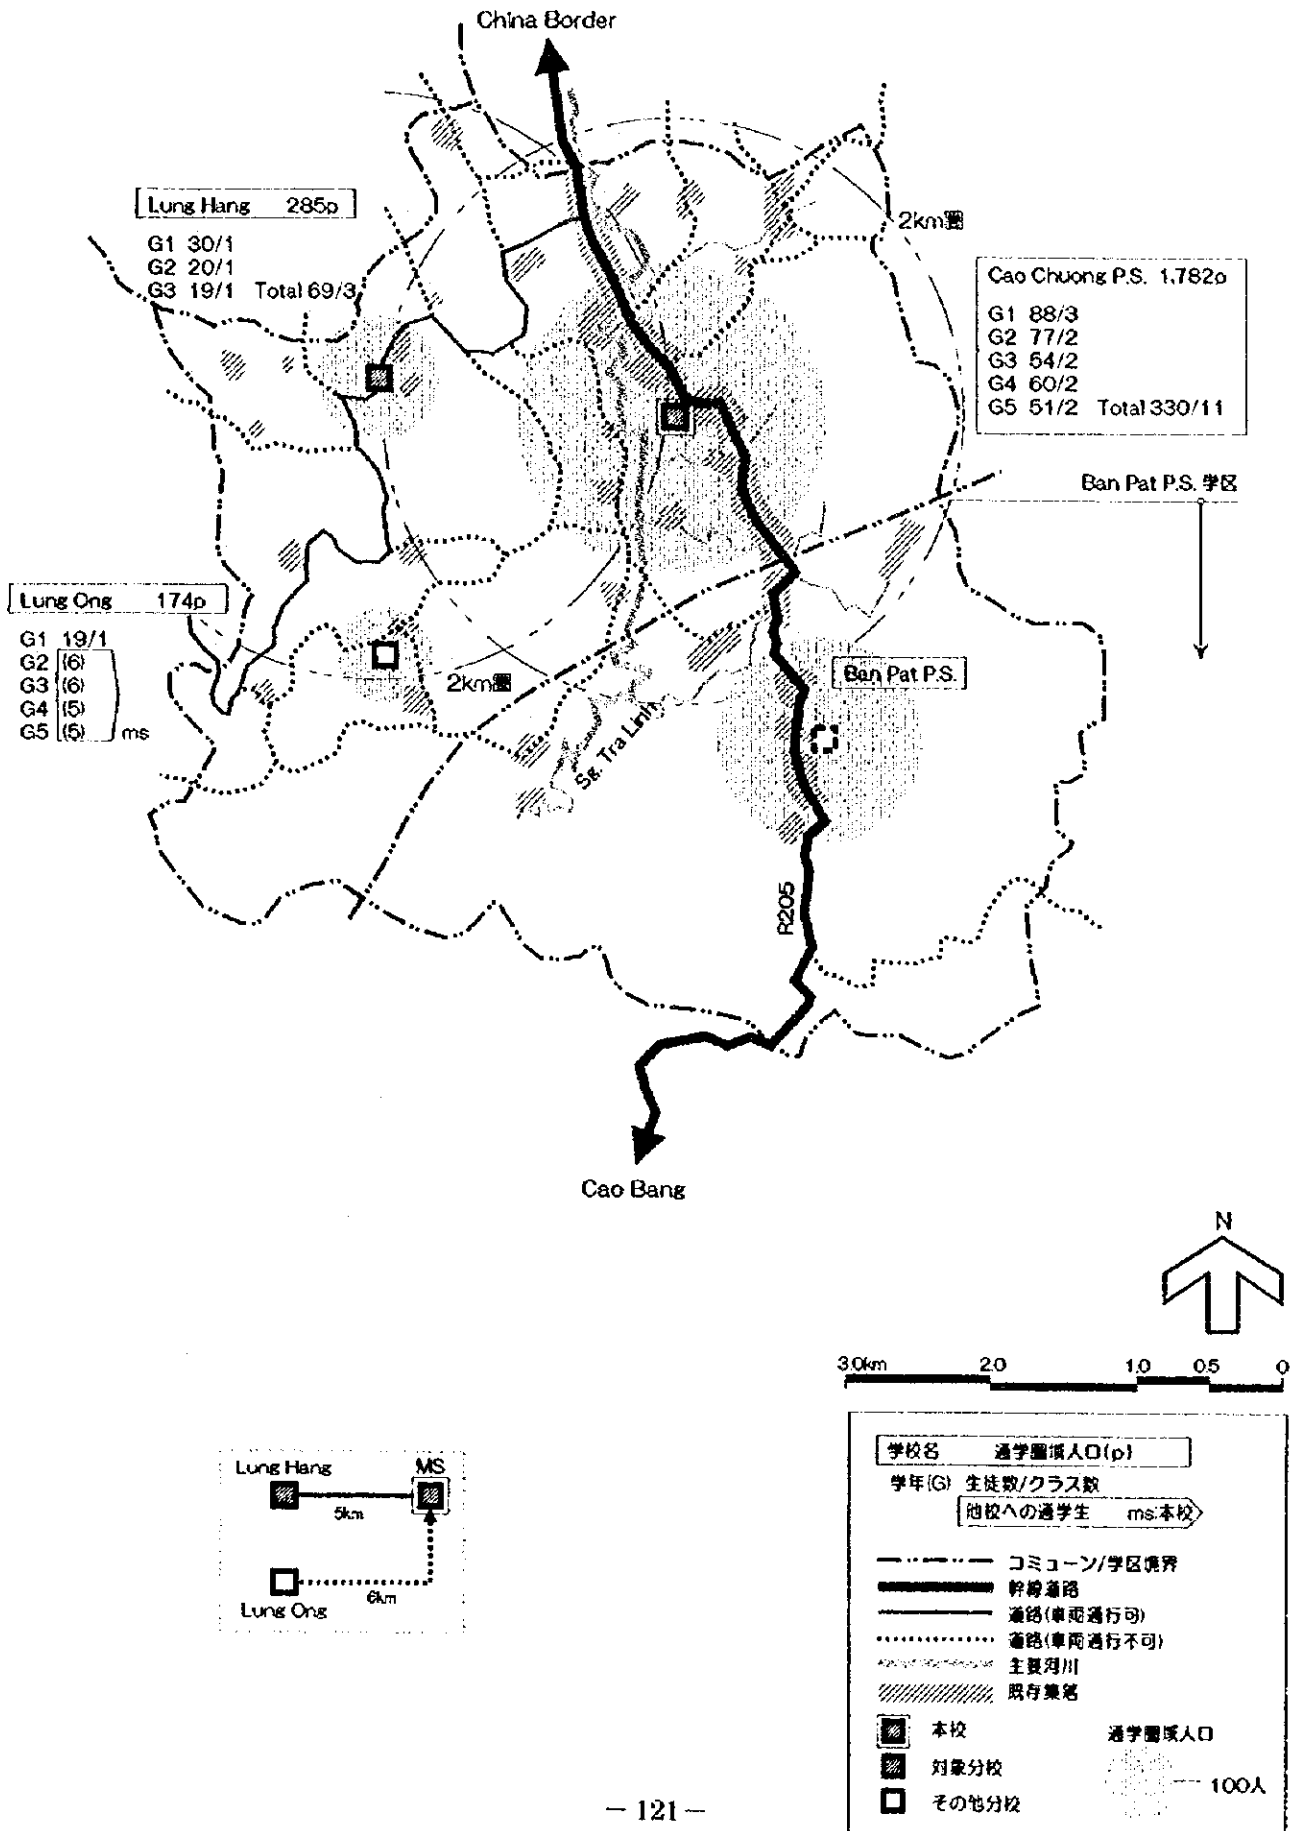 China Border
Lung Hang 285p
G1 30/1
G2 20/1
G3 19/1 Total 69/3
2km圏
Cao Chuong P.S. 1,782p
G1 88/3
G2 77/2
G3 54/2
G4 60/2
G5 51/2 Total 330/11
Ban Pat P.S. 学区
Lung Ong 174p
G1 19/1
G2 (6)
G3 (6)
G4 (5)
G5 (5) ms
2km圏
Ban Pat P.S.
Sg. Tra Linh
R205
Cao Bang
N
3.0km 2.0 1.0 0.5 0
Lung Hang MS
5km
6km
Lung Ong
学校名 通学圏域人口(p)
学年(G) 生徒数/クラス数
他校への通学生 ms:本校
コミューン/学区境界
幹線道路
道路(車両通行可)
道路(車両通行不可)
主要河川
既存集落
本校
対象分校
その他分校
通学圏域人口
100人
— 121 —